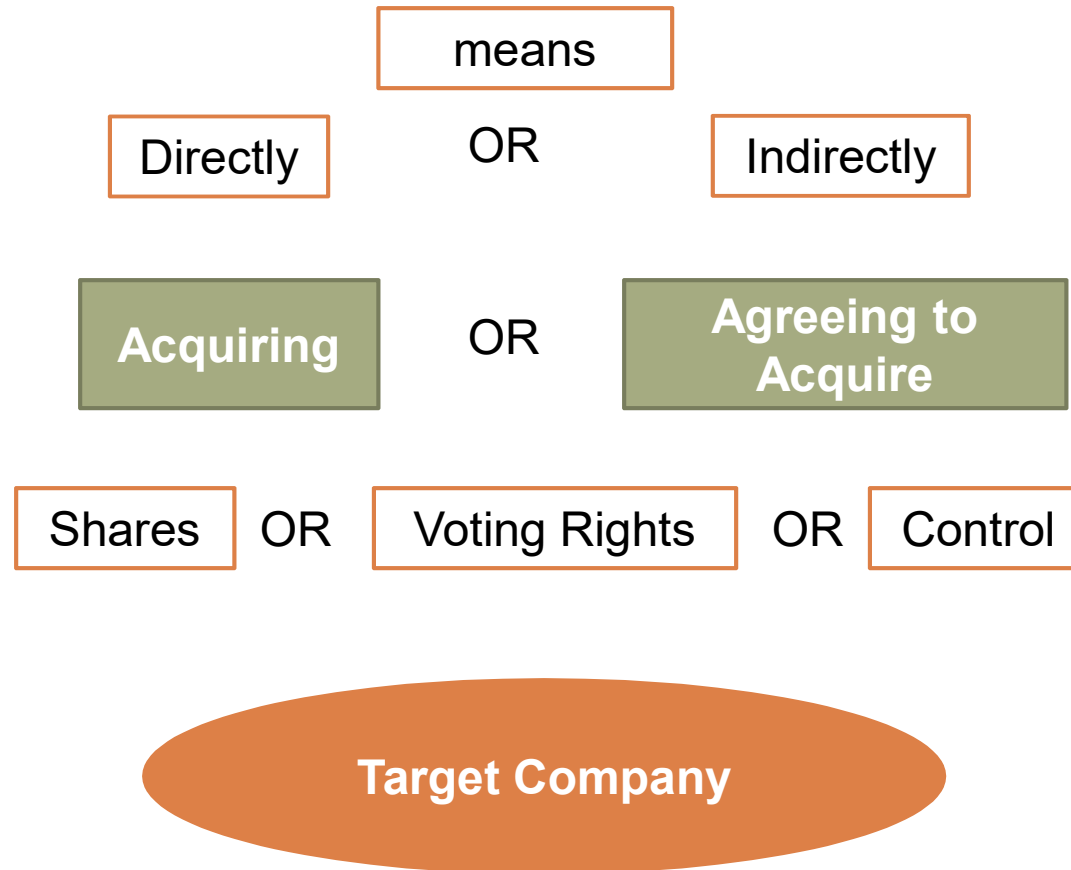 means
Directly OR Indirectly
Acquiring OR Agreeing to
Acquire
Shares OR Voting Rights OR Control
Target Company